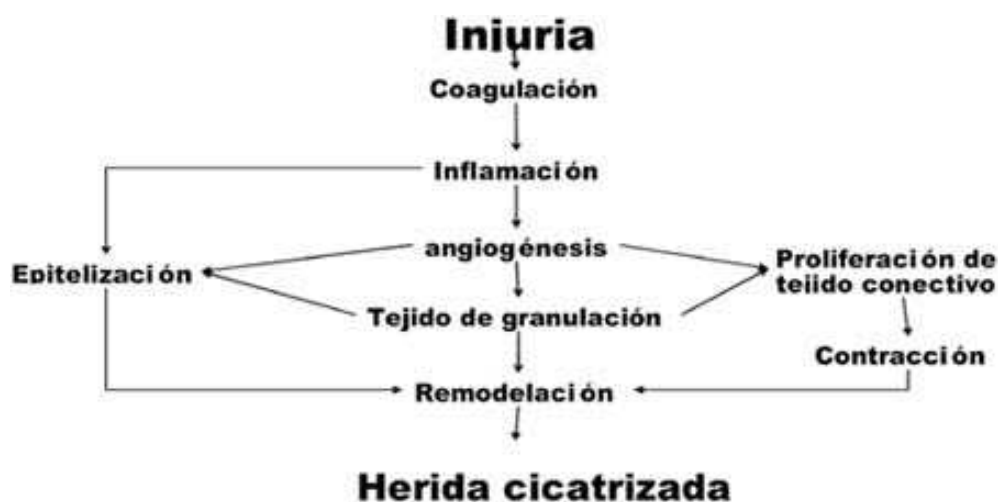 Injuria
Coagulación
Inflamación
angiogénesis
Epitelización
Proliferación de
tejido conectivo
Tejido de granulación
Contracción
Remodelación
Herida cicatrizada